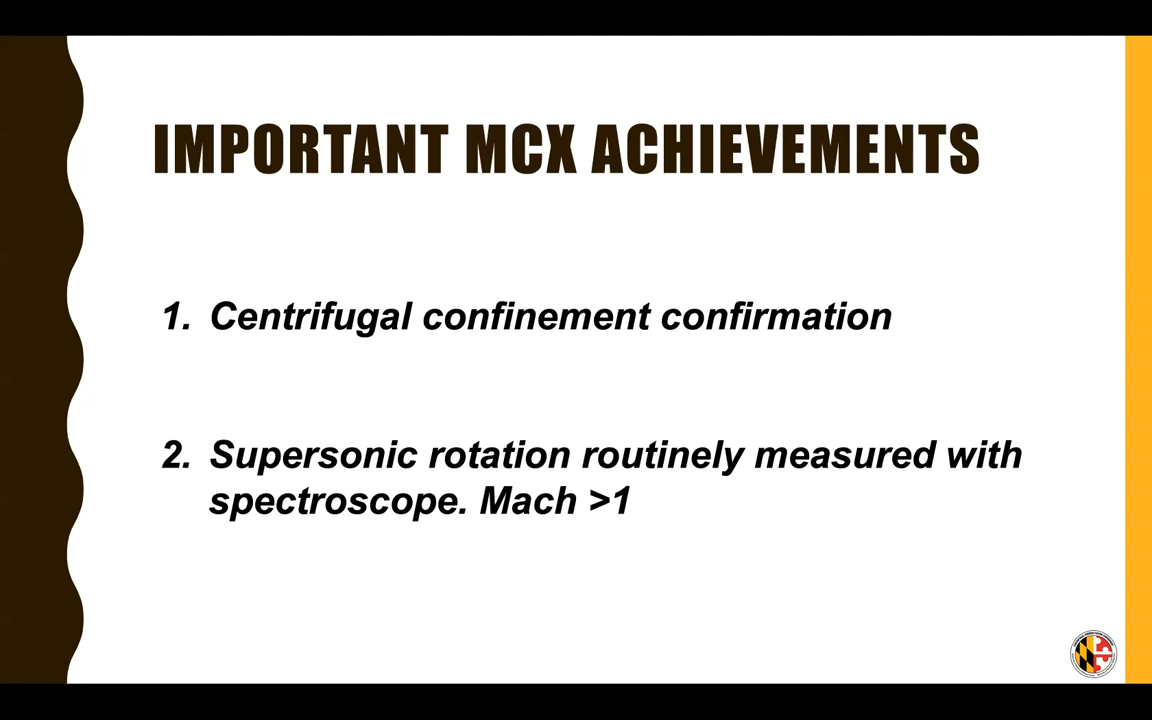 IMPORTANT MCX ACHIEVEMENTS
1. Centrifugal confinement confirmation
2. Supersonic rotation routinely measured with
spectroscope. Mach >1